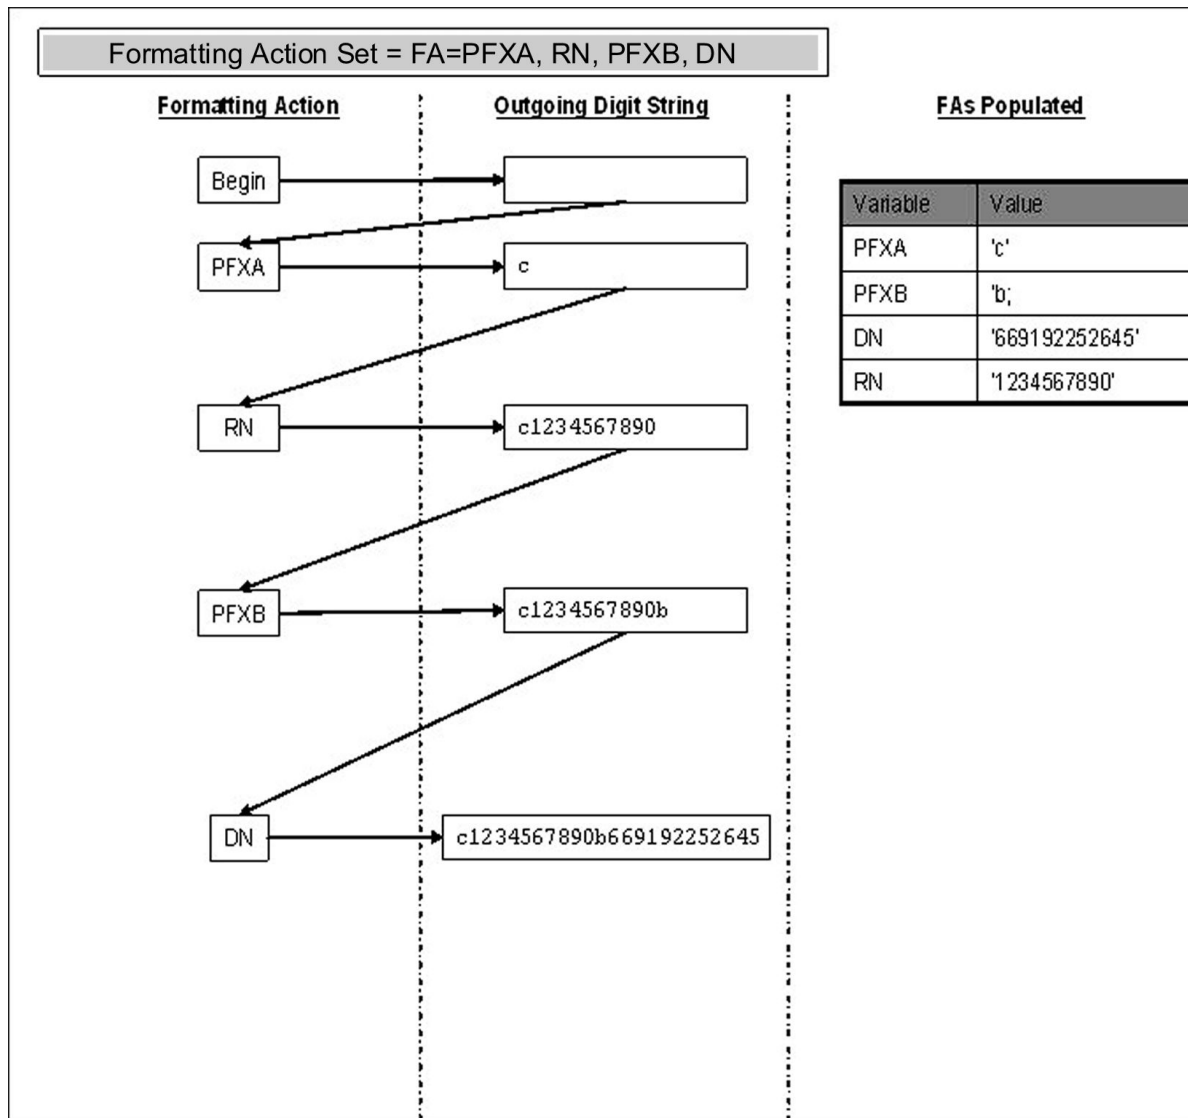 Formatting Action Set = FA=PFXA, RN, PFXB, DN
Formatting Action
Outgoing Digit String
FAs Populated
Begin
PFXA
c
RN
c1234567890
PFXB
c1234567890b
DN
c1234567890b669192252645
Variable Value
PFXA 'c'
PFXB 'b;
DN '669192252645'
RN '1234567890'